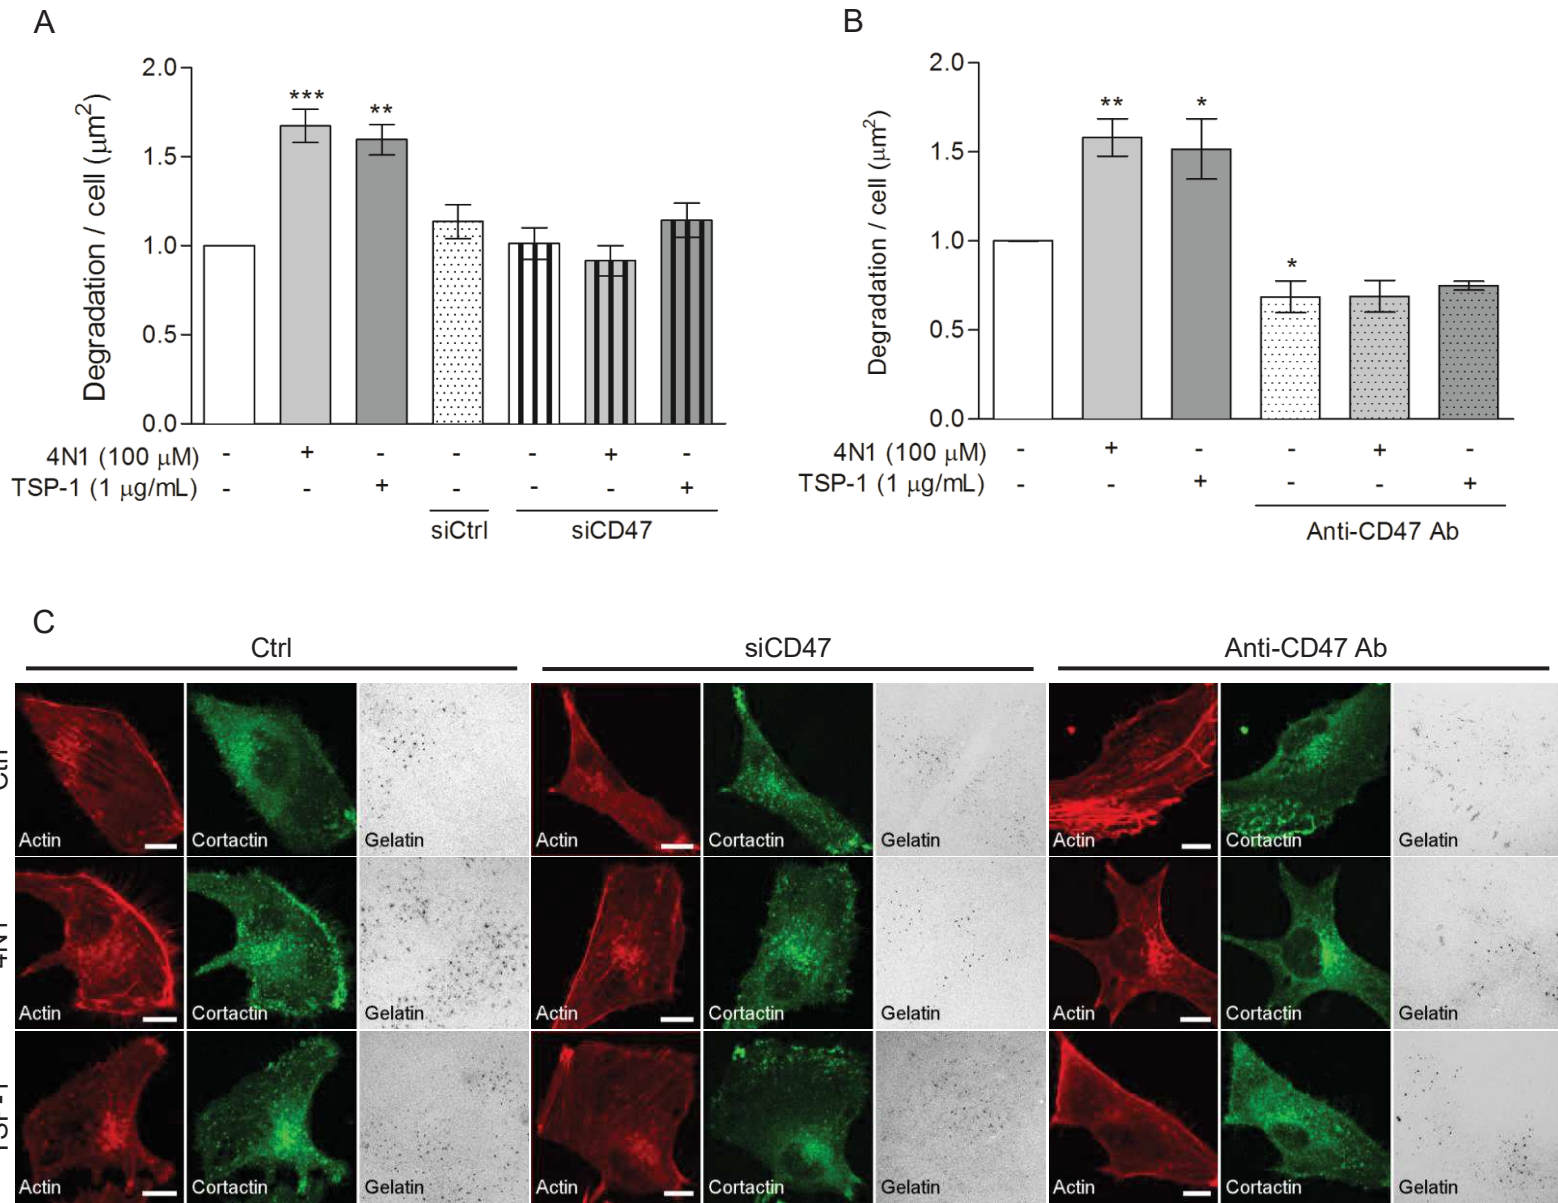 A
2.0
1.5
1.0
0.5
0.0
Degradation / cell (μm²)
***
**
4N1 (100 μM) - + - - - + -
TSP-1 (1 μg/mL) - - + - - - +
siCtrl siCD47
B
2.0
1.5
1.0
0.5
0.0
Degradation / cell (μm²)
**
*
*
4N1 (100 μM) - + - - + -
TSP-1 (1 μg/mL) - - + - - +
Anti-CD47 Ab
C
Ctrl siCD47 Anti-CD47 Ab
Ctrl
Actin Cortactin Gelatin Actin Cortactin Gelatin Actin Cortactin Gelatin
4N1
Actin Cortactin Gelatin Actin Cortactin Gelatin Actin Cortactin Gelatin
TSP-1
Actin Cortactin Gelatin Actin Cortactin Gelatin Actin Cortactin Gelatin